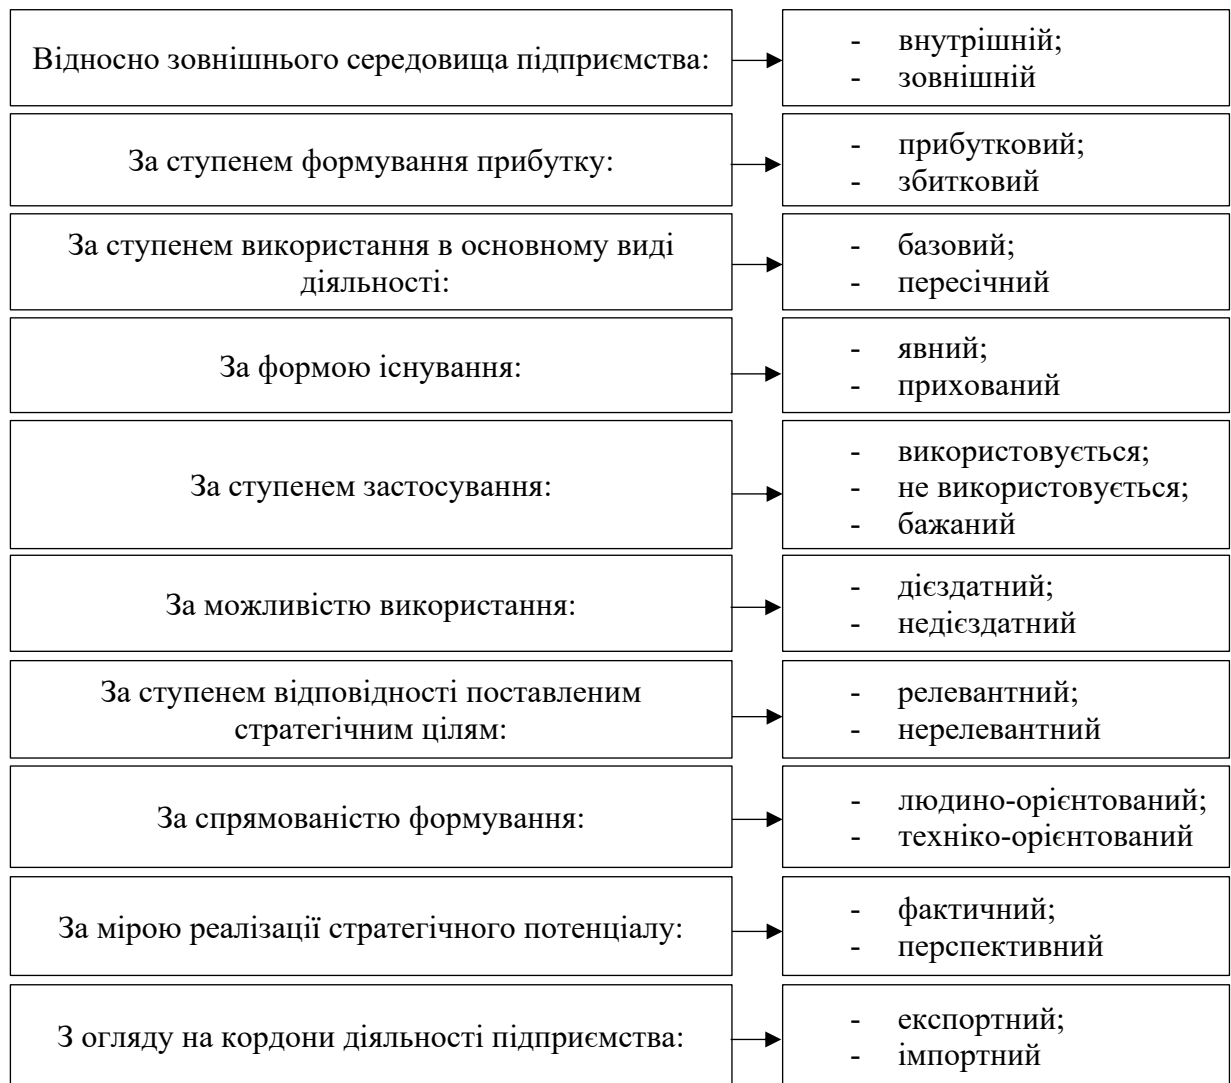 Відносно зовнішнього середовища підприємства:
- внутрішній;
- зовнішній
За ступенем формування прибутку:
- прибутковий;
- збитковий
За ступенем використання в основному виді
діяльності:
- базовий;
- пересічний
За формою існування:
- явний;
- прихований
За ступенем застосування:
- використовується;
- не використовується;
- бажаний
За можливістю використання:
- дієздатний;
- недієздатний
За ступенем відповідності поставленим
стратегічним цілям:
- релевантний;
- нерелевантний
За спрямованістю формування:
- людино-орієнтований;
- техніко-орієнтований
За мірою реалізації стратегічного потенціалу:
- фактичний;
- перспективний
З огляду на кордони діяльності підприємства:
- експортний;
- імпортний